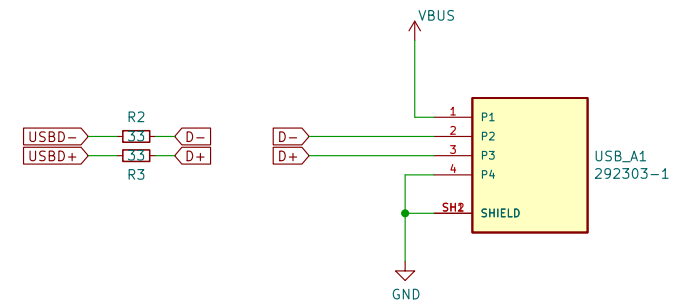 VBUS
R2
USBD-
33
D-
D-
1
P1
2
P2
USBD+
33
D+
D+
3
P3
USB_A1
R3
4
P4
292303-1
SHIELD
GND